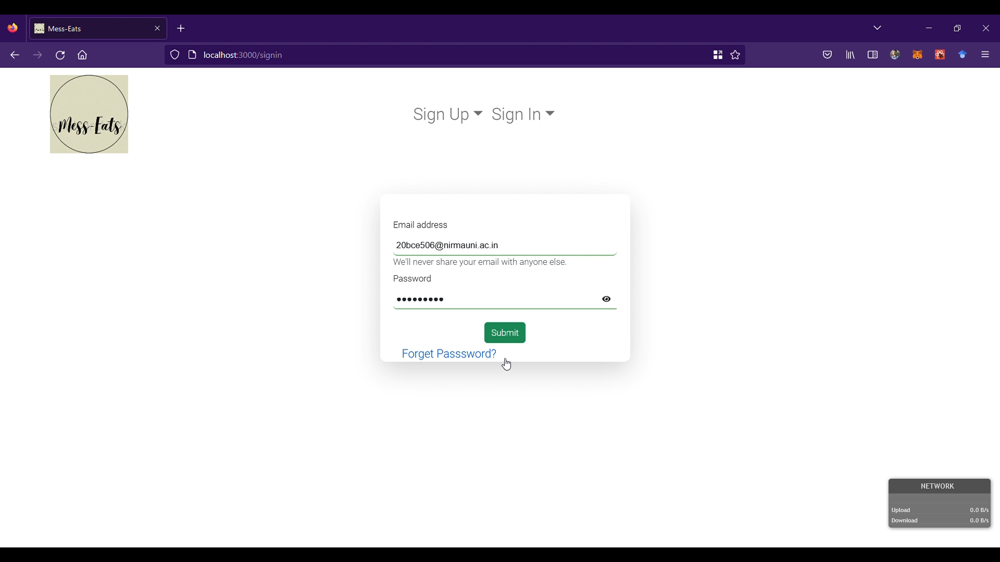 Mess-Eats
localhost:3000/signin
Mess-Eats
Sign Up Sign In
Email address
20bce506@nirmauni.ac.in
We'll never share your email with anyone else.
Password
Submit
Forget Passsword?
NETWORK
Upload 0.0 B/s
Download 0.0 B/s